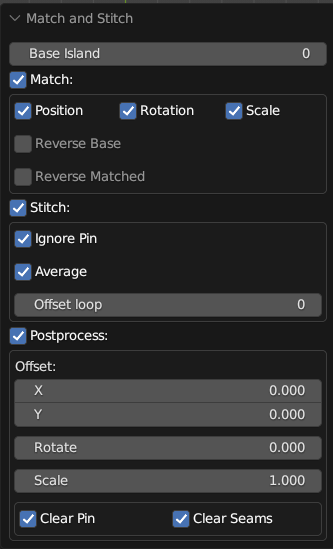 Match and Stitch
Base Island 0
Match:
Position Rotation Scale
Reverse Base
Reverse Matched
Stitch:
Ignore Pin
Average
Offset loop 0
Postprocess:
Offset:
X 0.000
Y 0.000
Rotate 0.000
Scale 1.000
Clear Pin Clear Seams